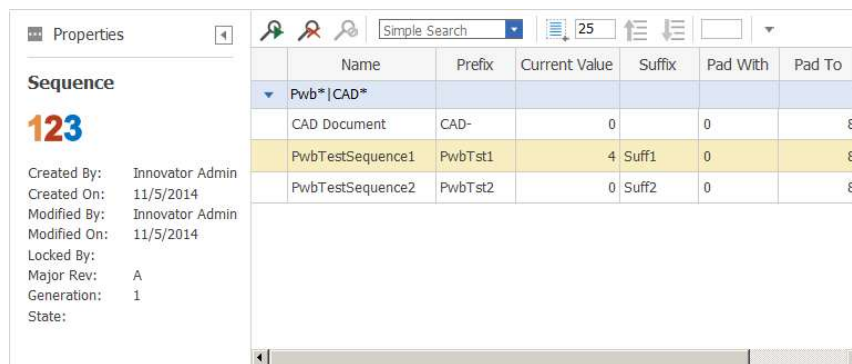 Properties
Simple Search 25
Sequence
123
Created By: Innovator Admin
Created On: 11/5/2014
Modified By: Innovator Admin
Modified On: 11/5/2014
Locked By:
Major Rev: A
Generation: 1
State:
Name Prefix Current Value Suffix Pad With Pad To
Pwb*|CAD*
CAD Document CAD- 0 0 8
PwbTestSequence1 PwbTst1 4 Suff1 0 8
PwbTestSequence2 PwbTst2 0 Suff2 0 8